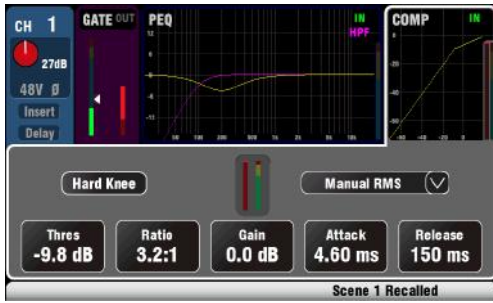 CH 1
GATE OUT
PEQ
IN
HPF
COMP
IN
27dB
48V Ø
Insert
Delay
Hard Knee
Manual RMS
Thres
-9.8 dB
Ratio
3.2:1
Gain
0.0 dB
Attack
4.60 ms
Release
150 ms
Scene 1 Recalled